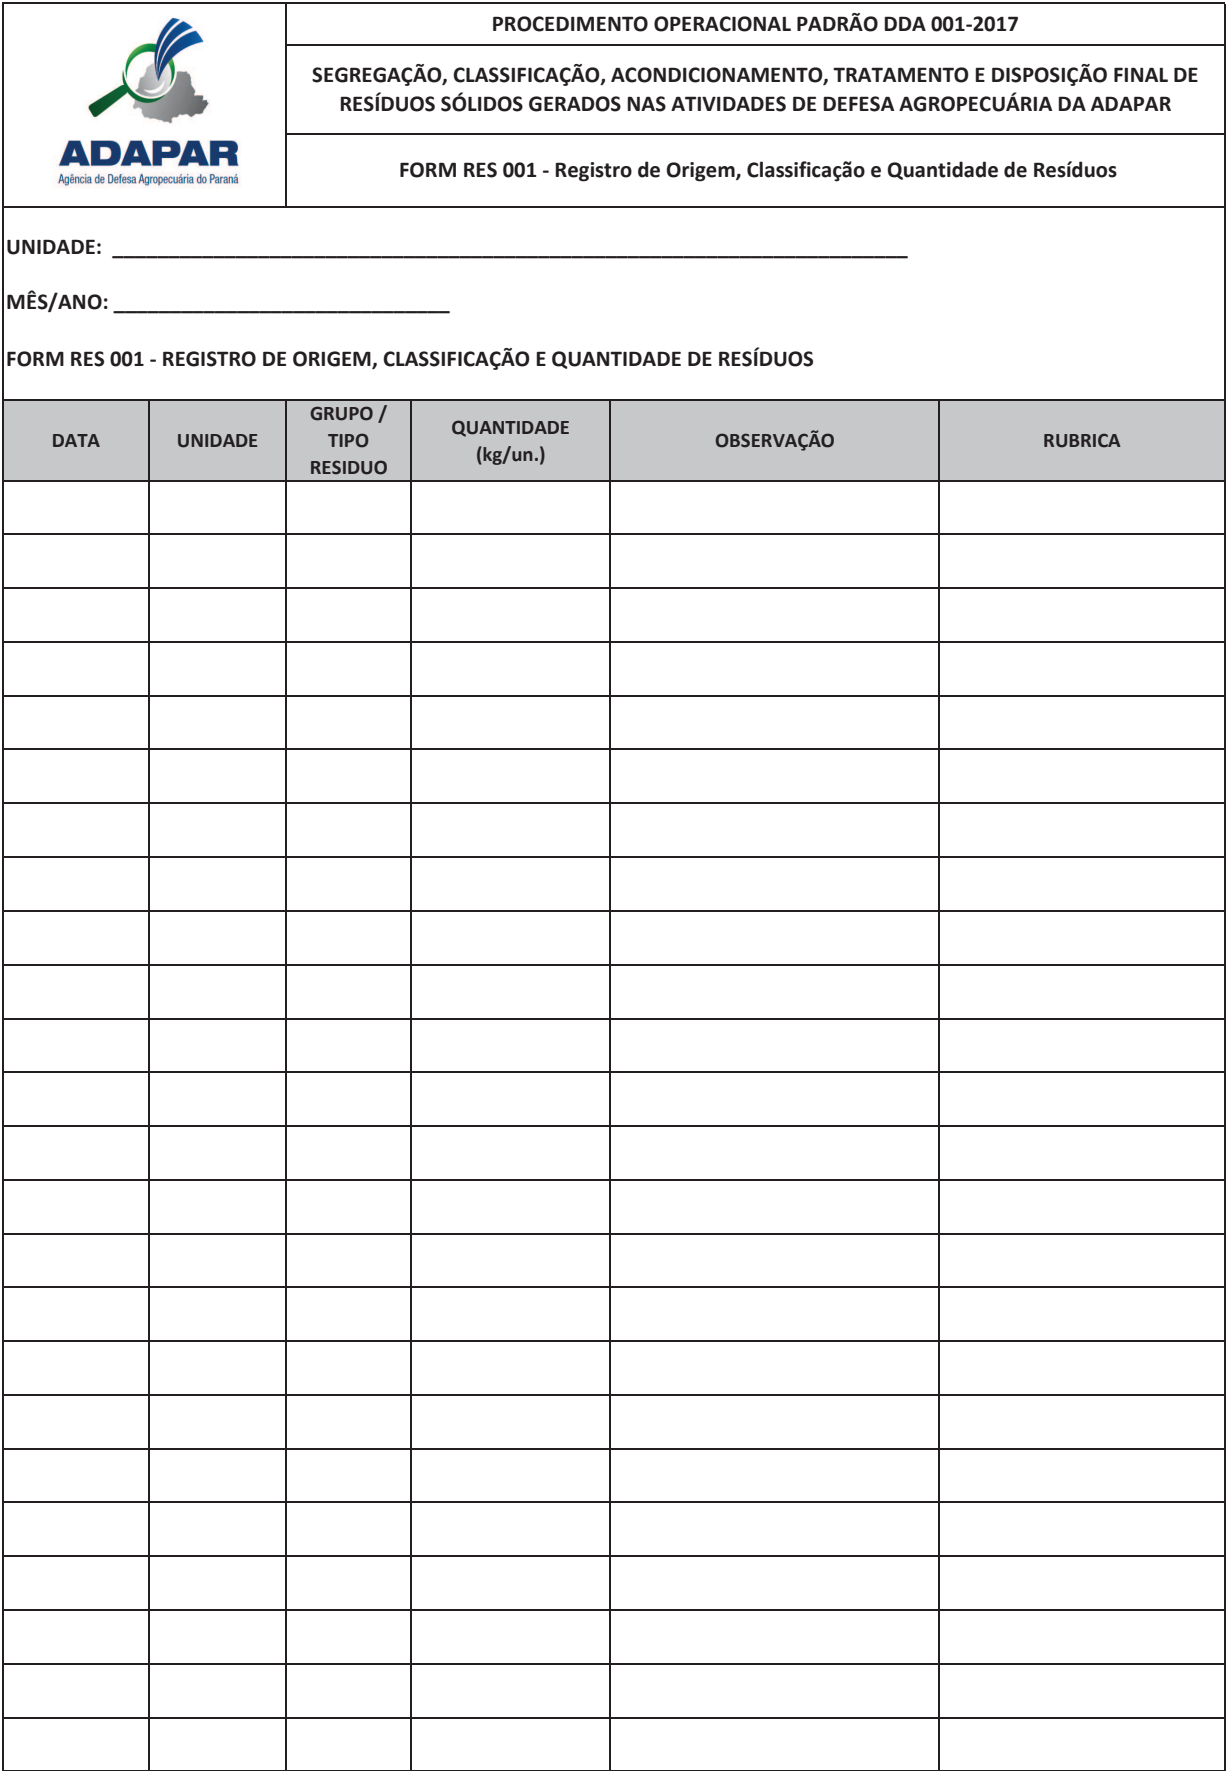 ADAPAR
Agência de Defesa Agropecuária do Paraná
PROCEDIMENTO OPERACIONAL PADRÃO DDA 001-2017
SEGREGAÇÃO, CLASSIFICAÇÃO, ACONDICIONAMENTO, TRATAMENTO E DISPOSIÇÃO FINAL DE
RESÍDUOS SÓLIDOS GERADOS NAS ATIVIDADES DE DEFESA AGROPECUÁRIA DA ADAPAR
FORM RES 001 - Registro de Origem, Classificação e Quantidade de Resíduos
UNIDADE: _______________________________________________________________________
MÊS/ANO: ______________________________
FORM RES 001 - REGISTRO DE ORIGEM, CLASSIFICAÇÃO E QUANTIDADE DE RESÍDUOS
DATA
UNIDADE
GRUPO /
TIPO
RESIDUO
QUANTIDADE
(kg/un.)
OBSERVAÇÃO
RUBRICA